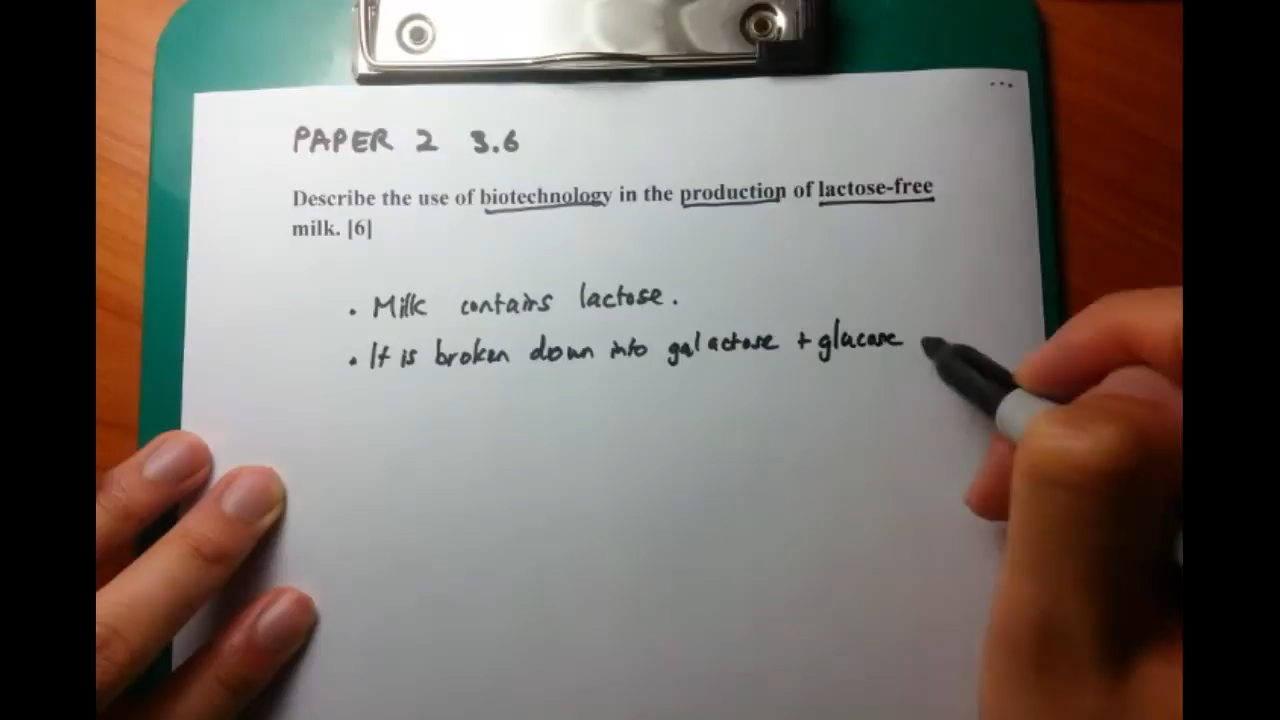 PAPER 2 3.6
Describe the use of biotechnology in the production of lactose-free
milk. [6]
• Milk contains lactose.
• It is broken down into galactose + glucose